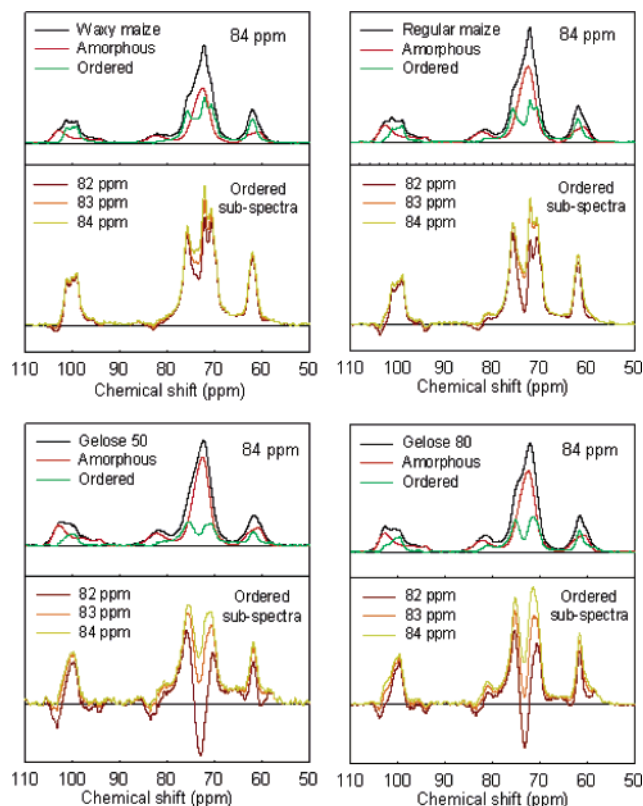 Waxy maize
84 ppm
Amorphous
Ordered
82 ppm
Ordered
83 ppm
sub-spectra
84 ppm
110 100 90 80 70 60 50
Chemical shift (ppm)
Regular maize
84 ppm
Amorphous
Ordered
82 ppm
Ordered
83 ppm
sub-spectra
84 ppm
110 100 90 80 70 60 50
Chemical shift (ppm)
Gelose 50
84 ppm
Amorphous
Ordered
82 ppm
Ordered
83 ppm
sub-spectra
84 ppm
110 100 90 80 70 60 50
Chemical shift (ppm)
Gelose 80
84 ppm
Amorphous
Ordered
82 ppm
Ordered
83 ppm
sub-spectra
84 ppm
110 100 90 80 70 60 50
Chemical shift (ppm)